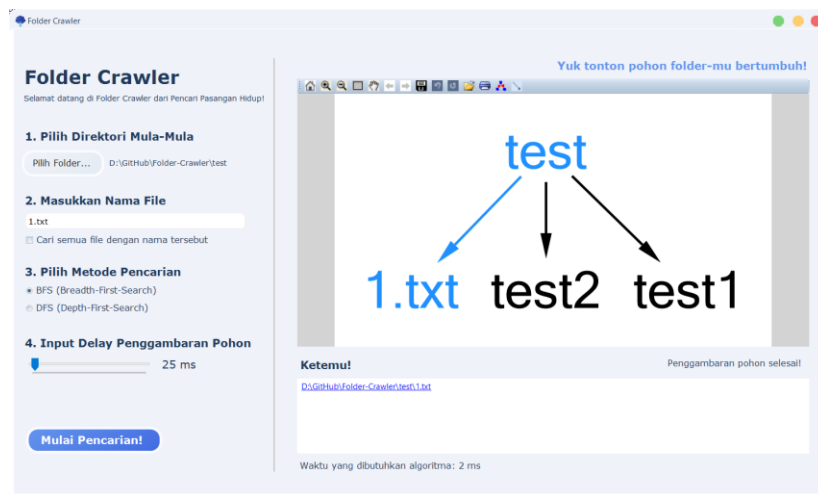 Folder Crawler
Folder Crawler
Selamat datang di Folder Crawler dari Pencari Pasangan Hidup!
1. Pilih Direktori Mula-Mula
Pilih Folder...
D:\GitHub\Folder-Crawler\test
2. Masukkan Nama File
1.txt
Cari semua file dengan nama tersebut
3. Pilih Metode Pencarian
BFS (Breadth-First-Search)
DFS (Depth-First-Search)
4. Input Delay Penggambaran Pohon
25 ms
Mulai Pencarian!
Yuk tonton pohon folder-mu bertumbuh!
test
1.txt test2 test1
Ketemu!
Penggambaran pohon selesai!
D:\GitHub\Folder-Crawler\test\1.txt
Waktu yang dibutuhkan algoritma: 2 ms